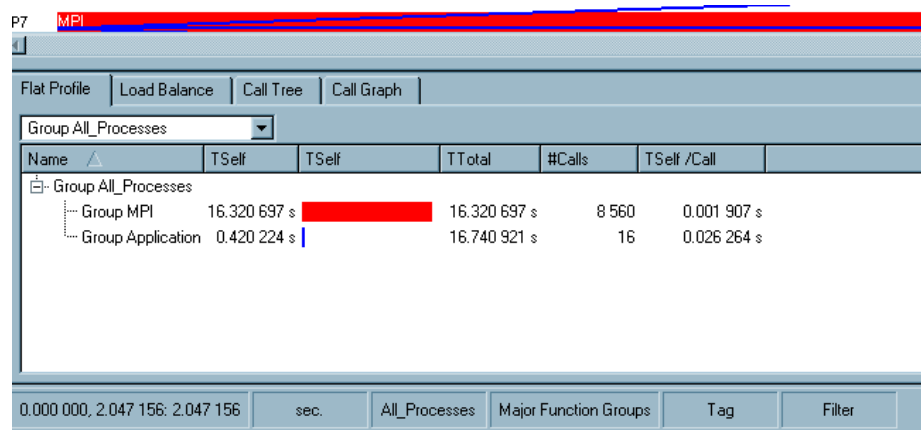 P7 MPI
Flat Profile Load Balance Call Tree Call Graph
Group All_Processes
Name TSelf TSelf TTotal #Calls TSelf /Call
Group All_Processes
Group MPI 16.320 697 s 16.320 697 s 8 560 0.001 907 s
Group Application 0.420 224 s 16.740 921 s 16 0.026 264 s
0.000 000, 2.047 156: 2.047 156 sec. All_Processes Major Function Groups Tag Filter